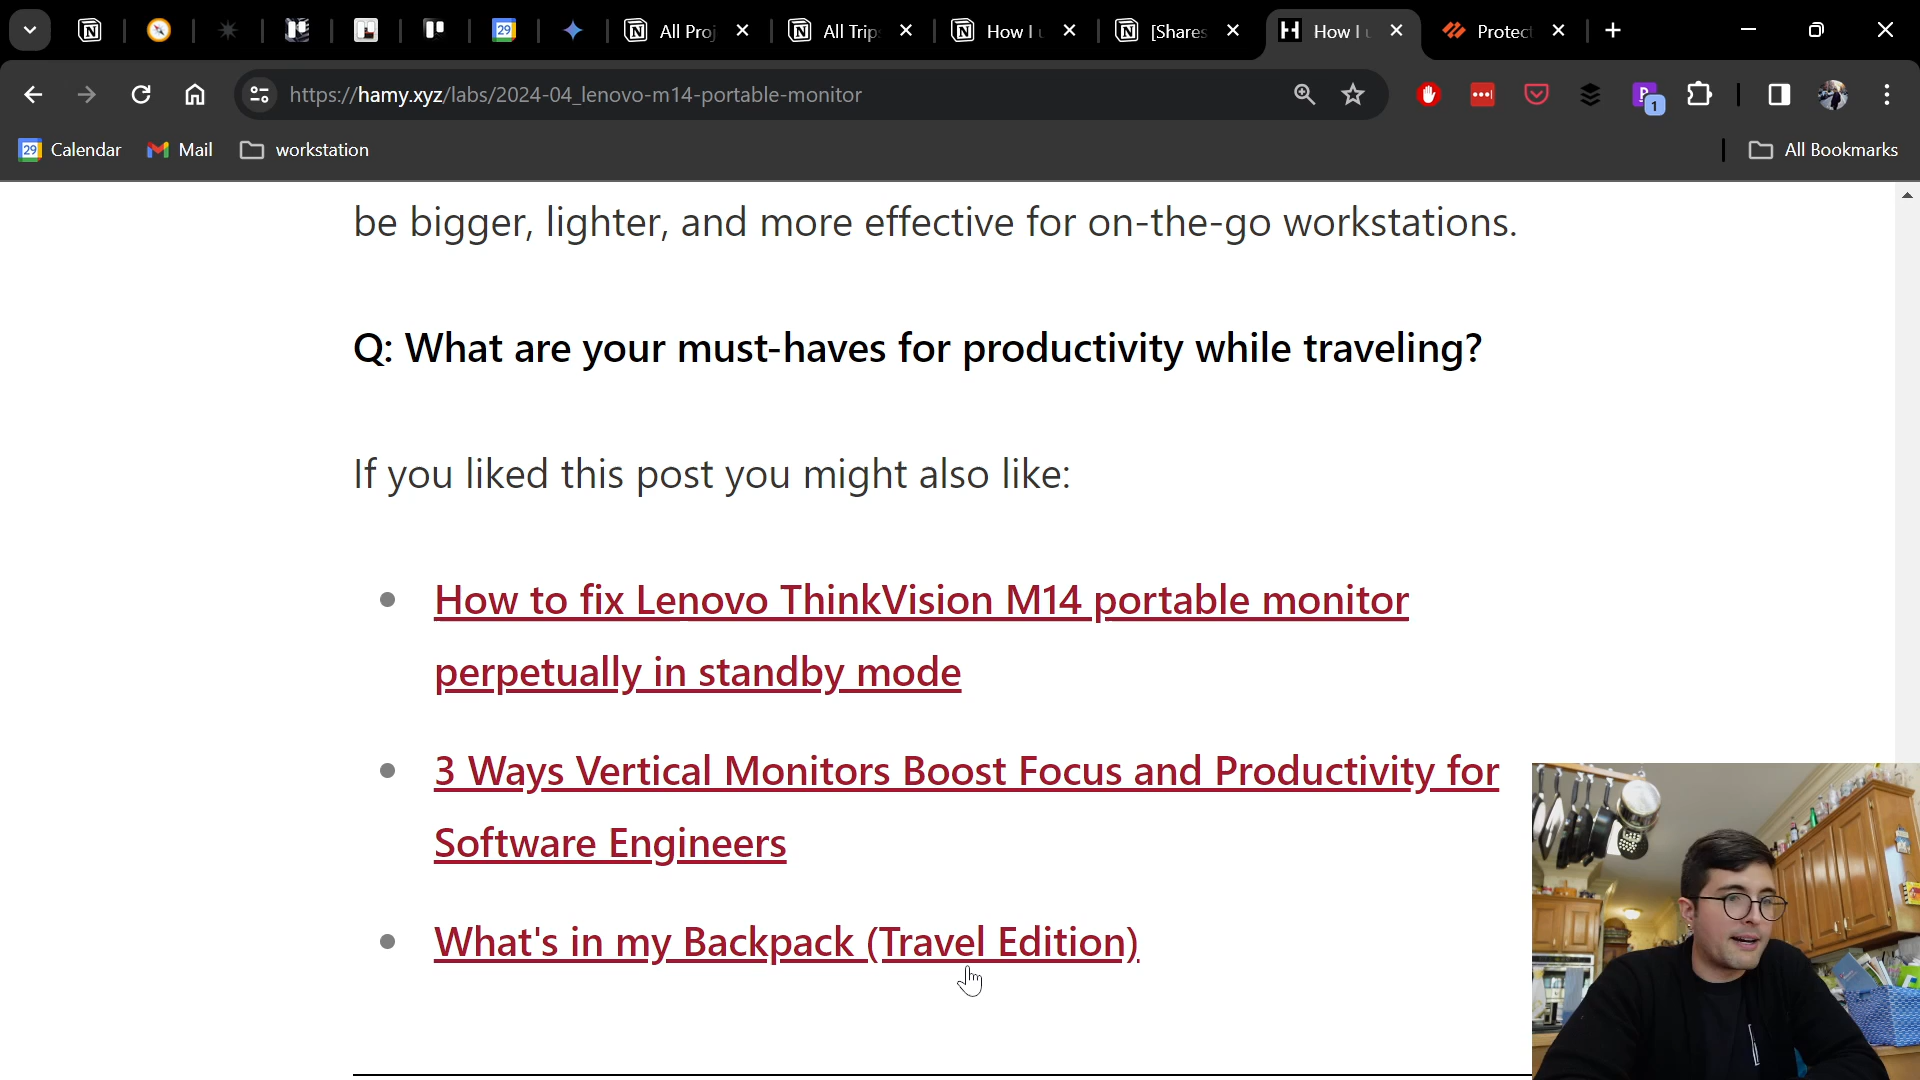 All Proj
All Trip
How I u
[Shares
How I u
Protect
https://hamy.xyz/labs/2024-04_lenovo-m14-portable-monitor
1
29 Calendar
Mail
workstation
All Bookmarks
be bigger, lighter, and more effective for on-the-go workstations.
Q: What are your must-haves for productivity while traveling?
If you liked this post you might also like:
How to fix Lenovo ThinkVision M14 portable monitor
perpetually in standby mode
3 Ways Vertical Monitors Boost Focus and Productivity for
Software Engineers
What's in my Backpack (Travel Edition)